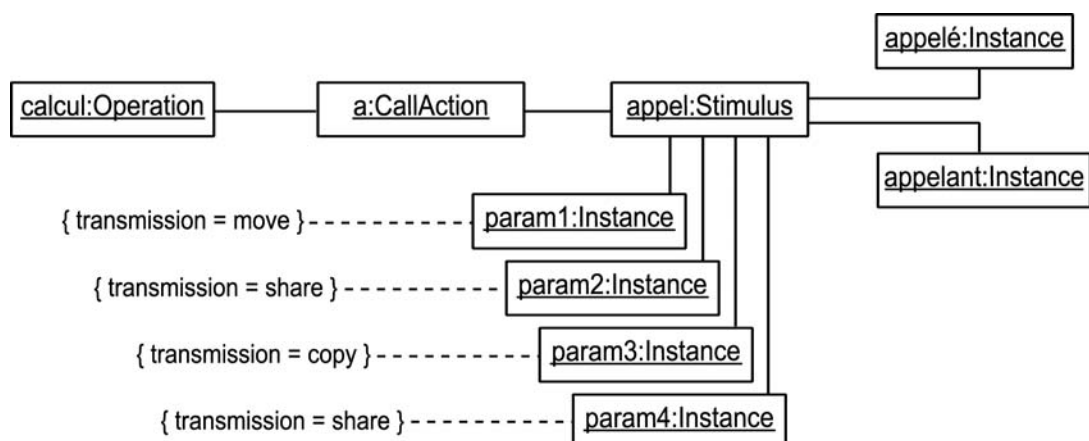 appelé:Instance
calcul:Operation
a:CallAction
appel:Stimulus
appelant:Instance
{ transmission = move }
param1:Instance
{ transmission = share }
param2:Instance
{ transmission = copy }
param3:Instance
{ transmission = share }
param4:Instance